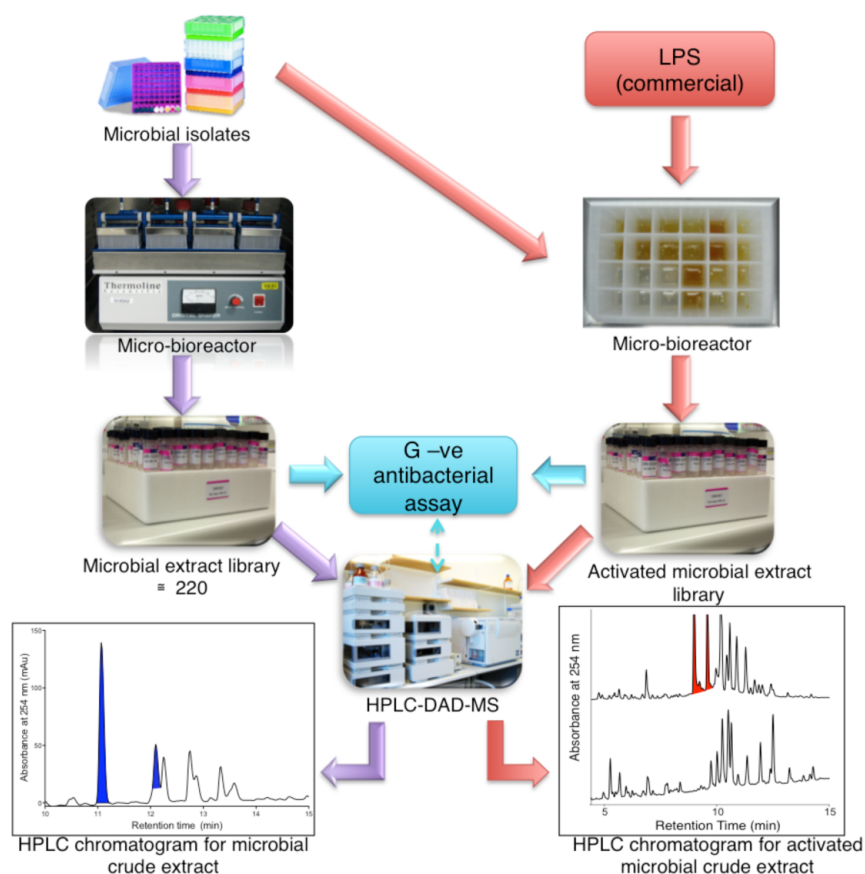 LPS
(commercial)
Microbial isolates
Thermoline
Micro-bioreactor
Micro-bioreactor
G –ve
antibacterial
assay
Microbial extract library
≅ 220
Activated microbial extract
library
HPLC-DAD-MS
Absorbance at 254 nm (mAu)
150
100
50
0
10
11
12
13
14
15
Retention time (min)
HPLC chromatogram for microbial
crude extract
Absorbance at 254 nm
5
10
15
Retention Time (min)
HPLC chromatogram for activated
microbial crude extract